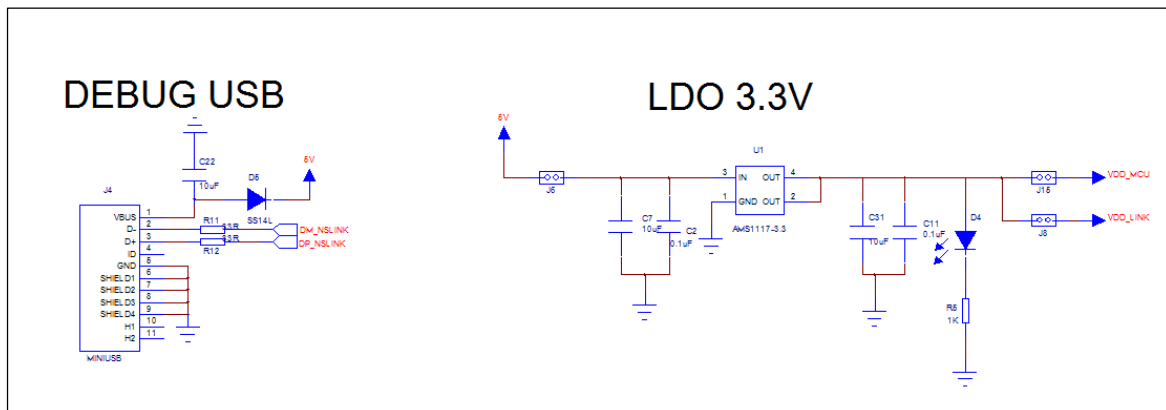 DEBUG USB
LDO 3.3V
C22
10uF
D5
SS14L
5V
J4
VBUS 1
D- 2
D+ 3
ID 4
GND 5
SHIELD1 6
SHIELD2 7
SHIELD3 8
SHIELD4 9
H1 10
H2 11
MINIUSB
R11
33R
R12
33R
DM_NSLINK
DP_NSLINK
5V
J6
C7
10uF
C2
0.1uF
U1
3 IN OUT 4
1 GND OUT 2
AMS1117-3.3
C31
10uF
C11
0.1uF
D4
R5
1K
J15
VDD_MCU
J8
VDD_LINK